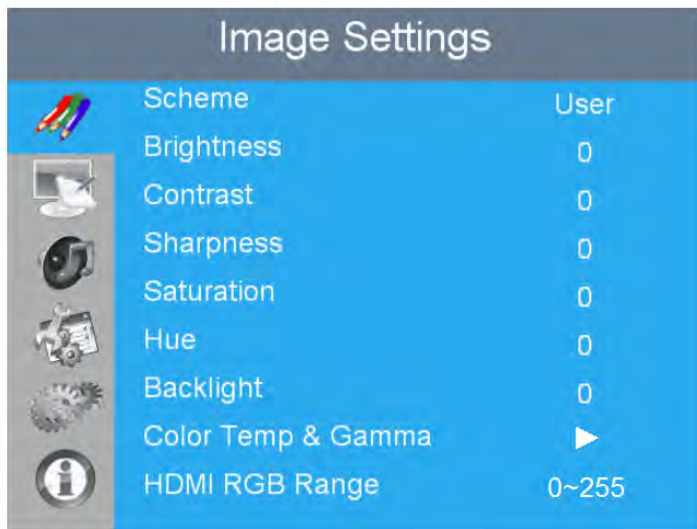 Image Settings
Scheme User
Brightness 0
Contrast 0
Sharpness 0
Saturation 0
Hue 0
Backlight 0
Color Temp & Gamma
HDMI RGB Range 0~255